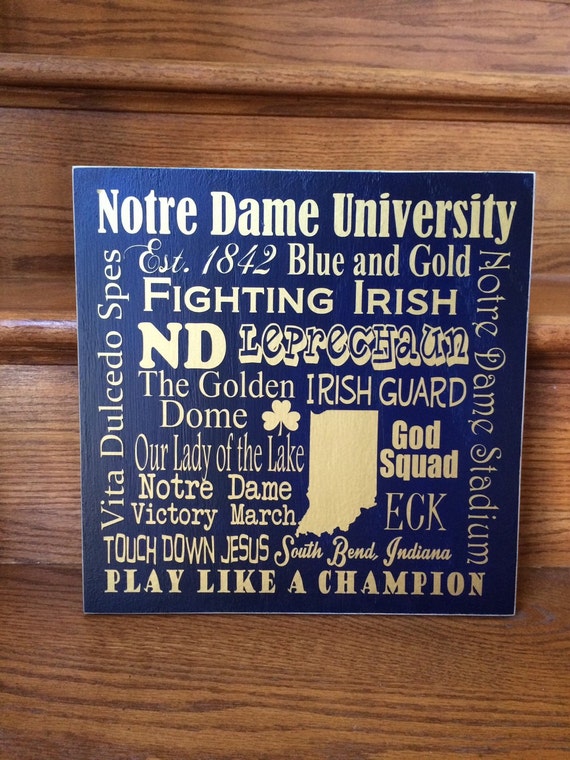 Notre Dame University
Est. 1842 Blue and Gold
Fighting Irish
ND Leprechaun
The Golden
Dome
IRISH GUARD
Our Lady of the Lake
God
Squad
Notre Dame
Victory March
ECK
TOUCH DOWN JESUS South Bend, Indiana
PLAY LIKE A CHAMPION
Vita Dulcedo Spes
Notre Dame Stadium